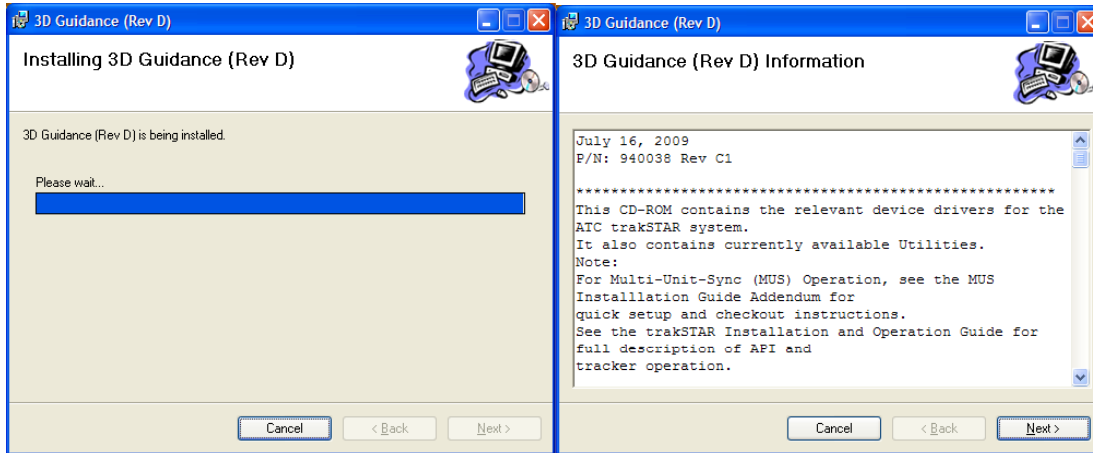 3D Guidance (Rev D)
Installing 3D Guidance (Rev D)
3D Guidance (Rev D) is being installed.
Please wait...
Cancel
< Back
Next >
3D Guidance (Rev D)
3D Guidance (Rev D) Information
July 16, 2009
P/N: 940038 Rev C1
*******************************************************
This CD-ROM contains the relevant device drivers for the
ATC trakSTAR system.
It also contains currently available Utilities.
Note:
For Multi-Unit-Sync (MUS) Operation, see the MUS
Installlation Guide Addendum for
quick setup and checkout instructions.
See the trakSTAR Installation and Operation Guide for
full description of API and
tracker operation.
Cancel
< Back
Next >